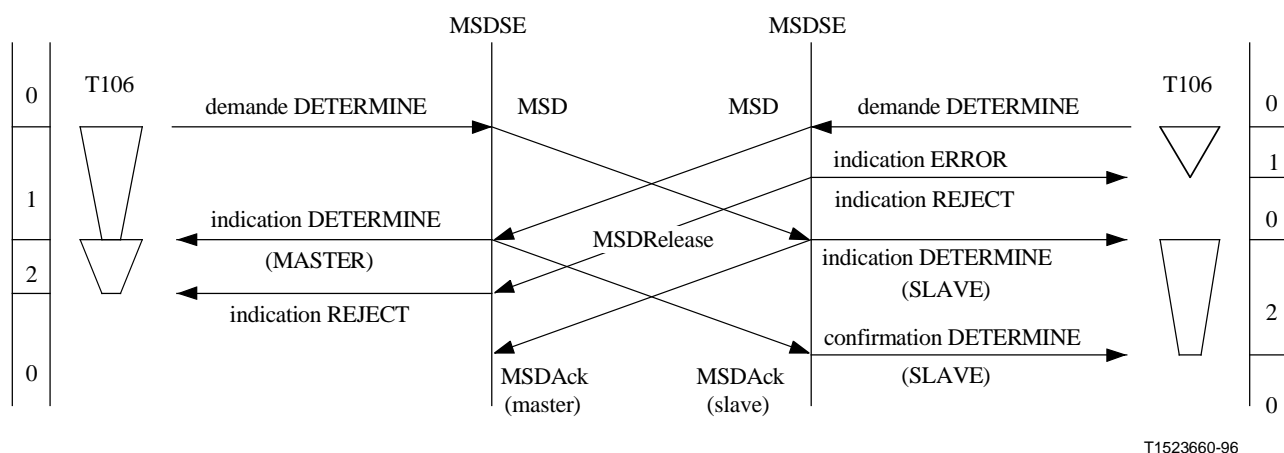 MSDSE MSDSE
T106 T106
0 0
demande DETERMINE MSD MSD demande DETERMINE
indication ERROR
1 1
indication REJECT
indication DETERMINE 0
MSDRelease
(MASTER) indication DETERMINE
2 (SLAVE)
indication REJECT 2
confirmation DETERMINE
0 MSDAck MSDAck (SLAVE)
(master) (slave) 0
T1523660-96